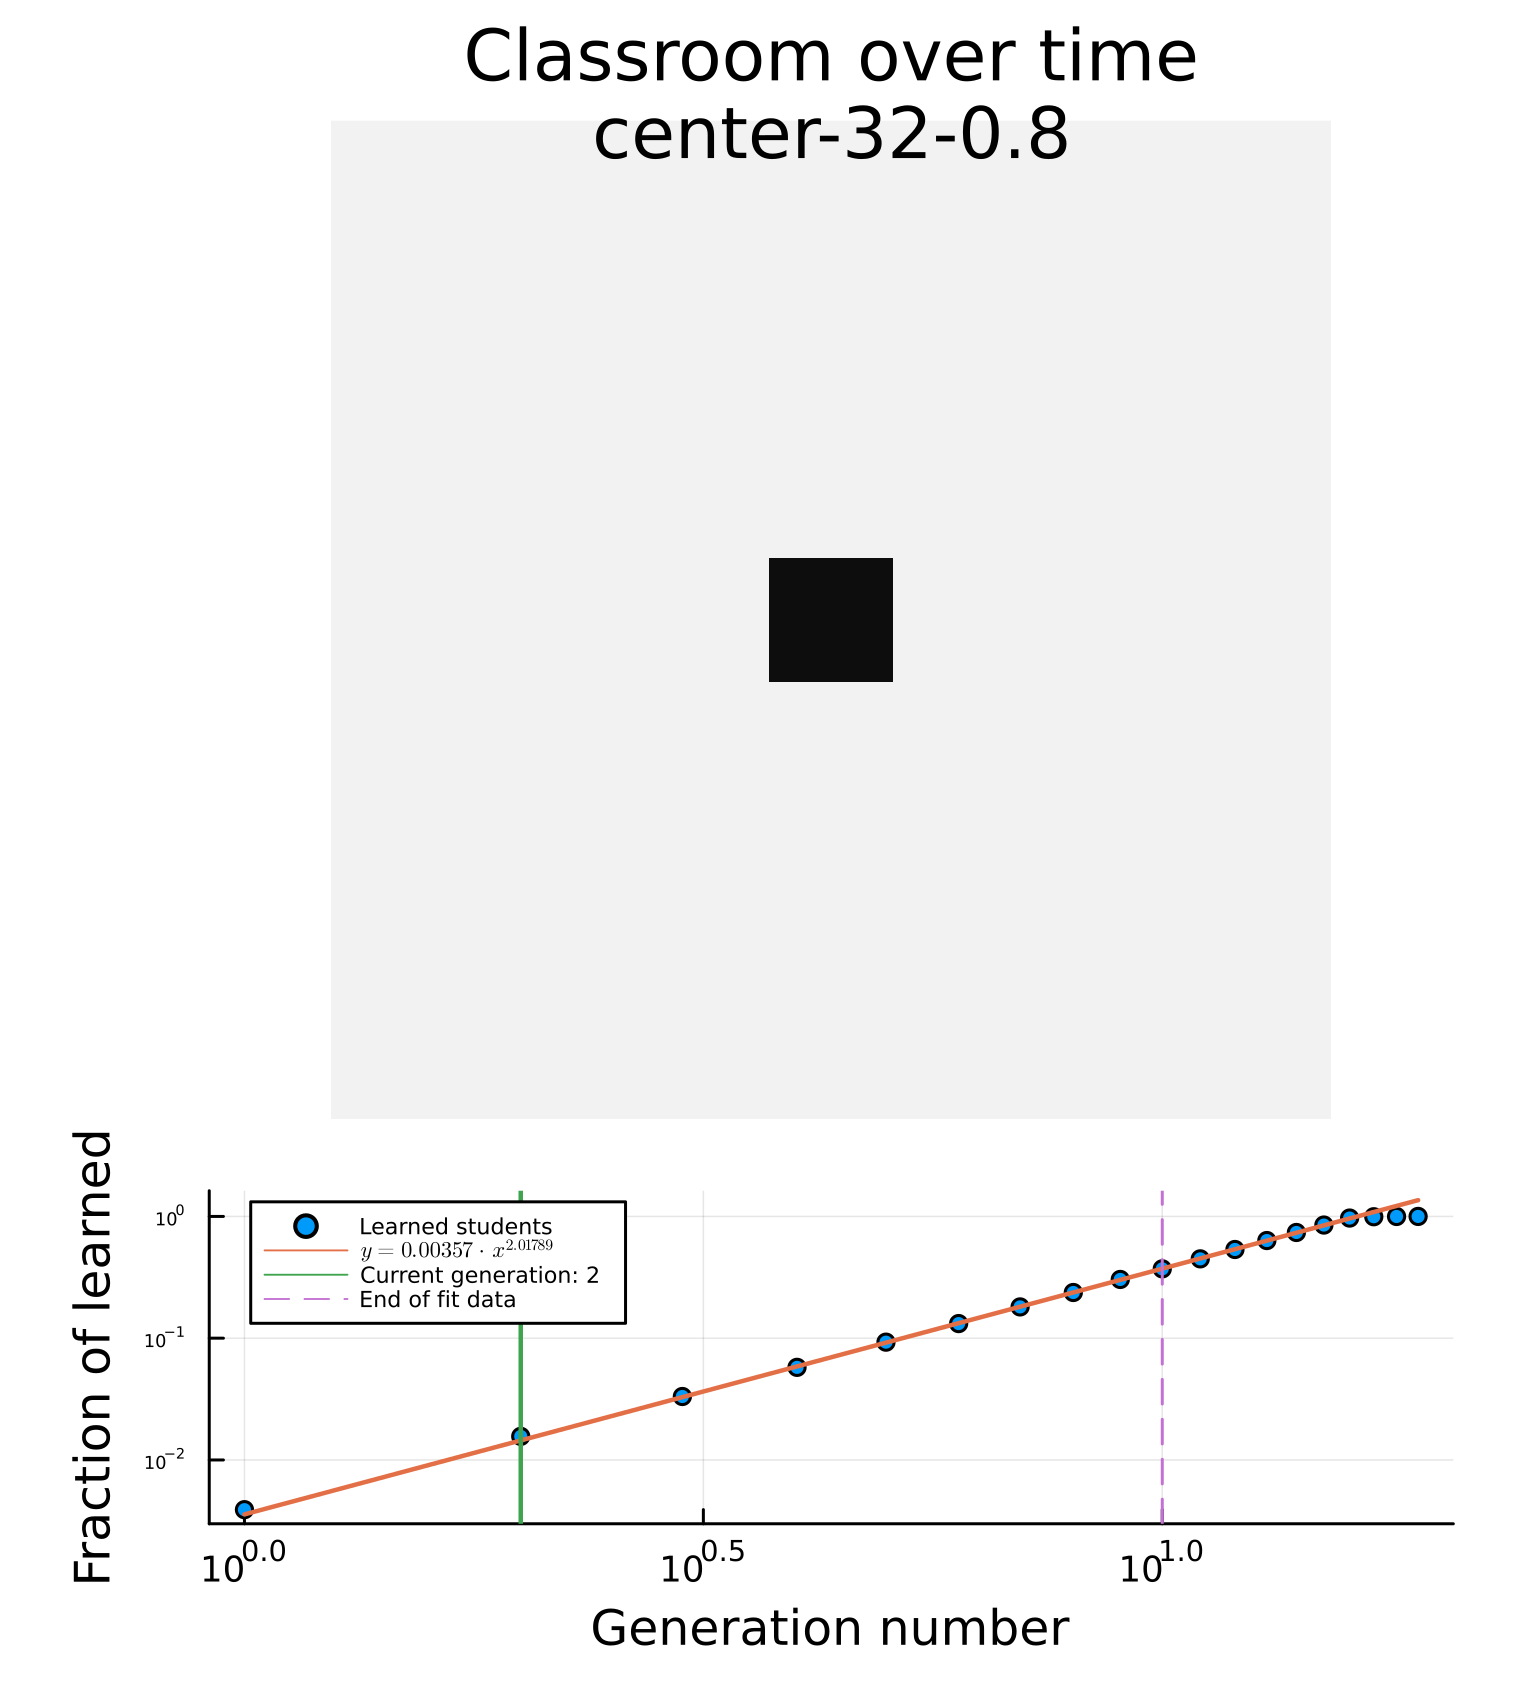 Classroom over time
center-32-0.8
Fraction of learned
10⁰
10⁻¹
10⁻²
Learned students
y = 0.00357 · x^2.01789
Current generation: 2
End of fit data
10^0.0
10^0.5
10^1.0
Generation number